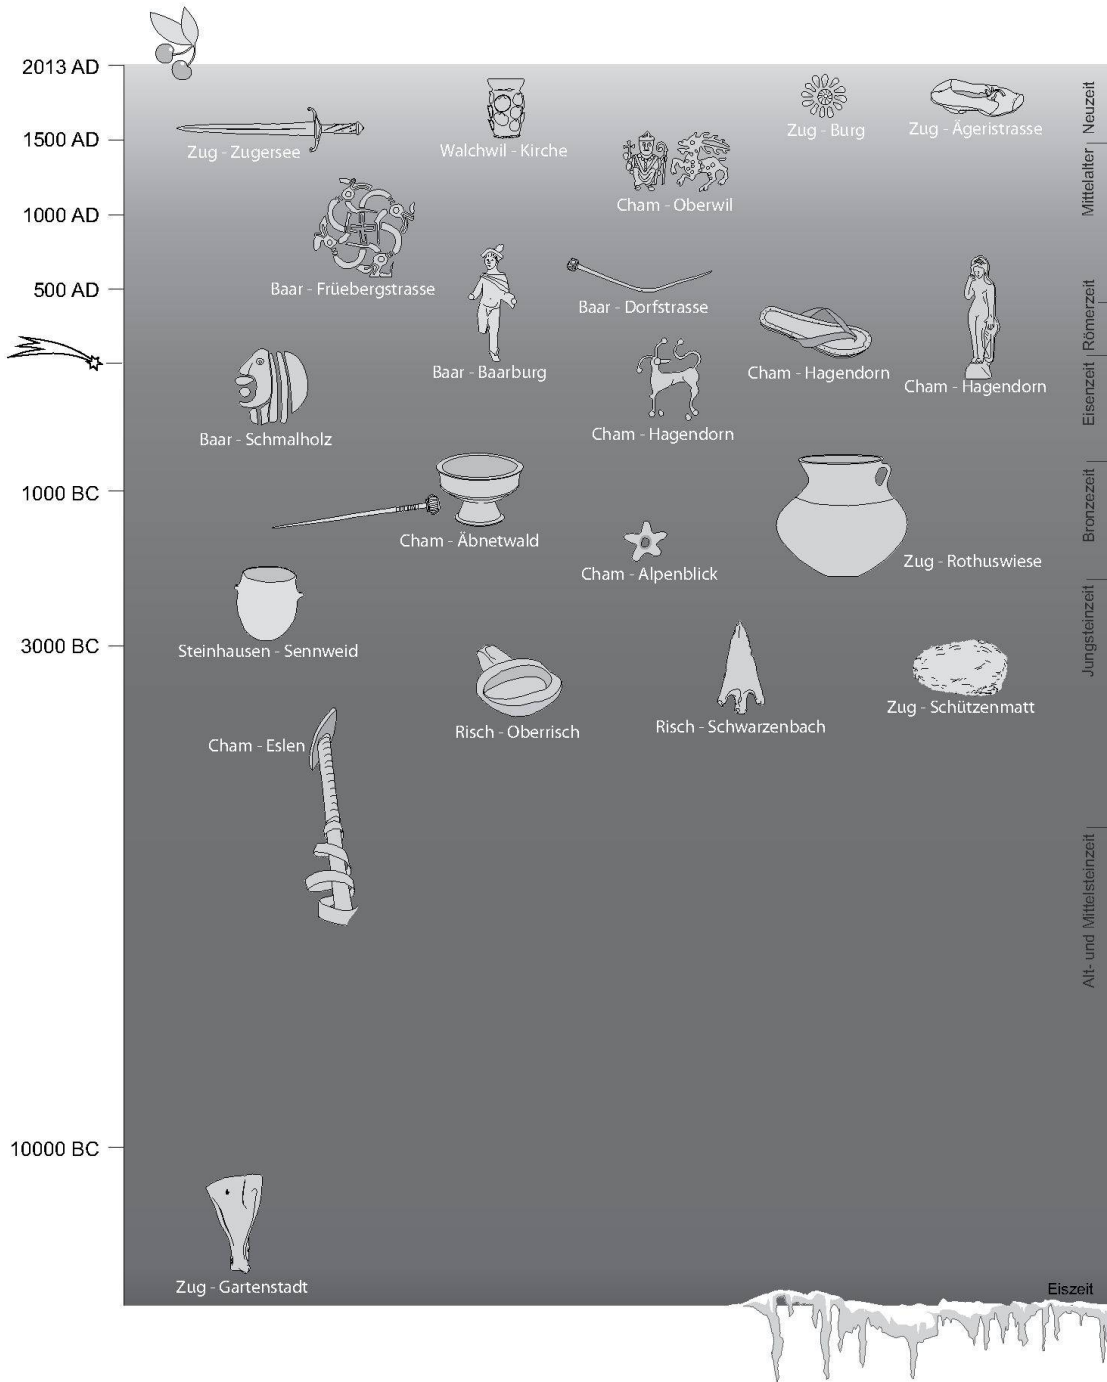 2013 AD
1500 AD
1000 AD
500 AD
1000 BC
3000 BC
10000 BC
Zug - Zugersee
Walchwil - Kirche
Zug - Burg
Zug - Ägeristrasse
Cham - Oberwil
Baar - Früebergstrasse
Baar - Dorfstrasse
Baar - Baarburg
Cham - Hagendorn
Cham - Hagendorn
Baar - Schmalholz
Cham - Hagendorn
Cham - Äbnetwald
Cham - Alpenblick
Zug - Rothuswiese
Steinhausen - Sennweid
Risch - Oberrisch
Risch - Schwarzenbach
Zug - Schützenmatt
Cham - Eslen
Zug - Gartenstadt
Neuzeit
Mittelalter
Römerzeit
Eisenzeit
Bronzezeit
Jungsteinzeit
Alt- und Mittelsteinzeit
Eiszeit